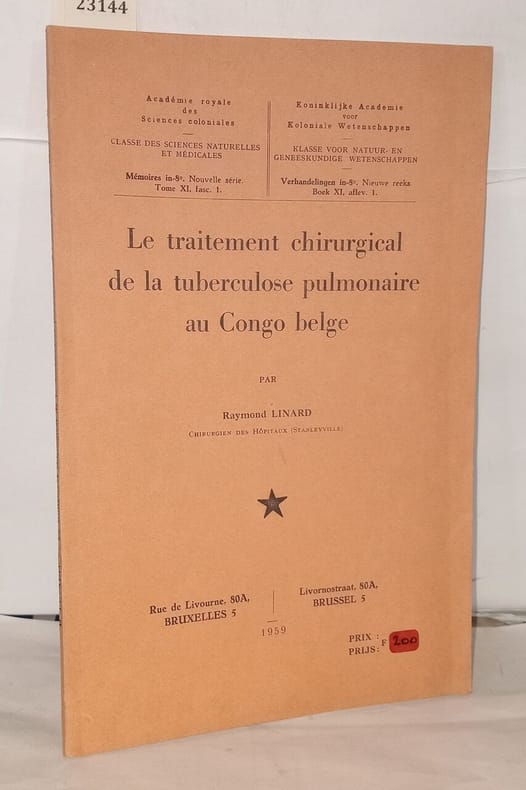 23144
Académie royale
des
Sciences coloniales
CLASSE DES SCIENCES NATURELLES
ET MÉDICALES
Mémoires in-8º. Nouvelle série.
Tome XI, fasc. 1.
Koninklijke Academie
voor
Koloniale Wetenschappen
KLASSE VOOR NATUUR- EN
GENEESKUNDIGE WETENSCHAPPEN
Verhandelingen in-8º. Nieuwe reeks
Boek XI, aflev. 1.
Le traitement chirurgical
de la tuberculose pulmonaire
au Congo belge
PAR
Raymond LINARD
CHIRURGIEN DES HÔPITAUX (STANLEYVILLE)
Rue de Livourne, 80A,
BRUXELLES 5
Livornostraat, 80A,
BRUSSEL 5
1959
PRIX :
PRIJS:
F 200